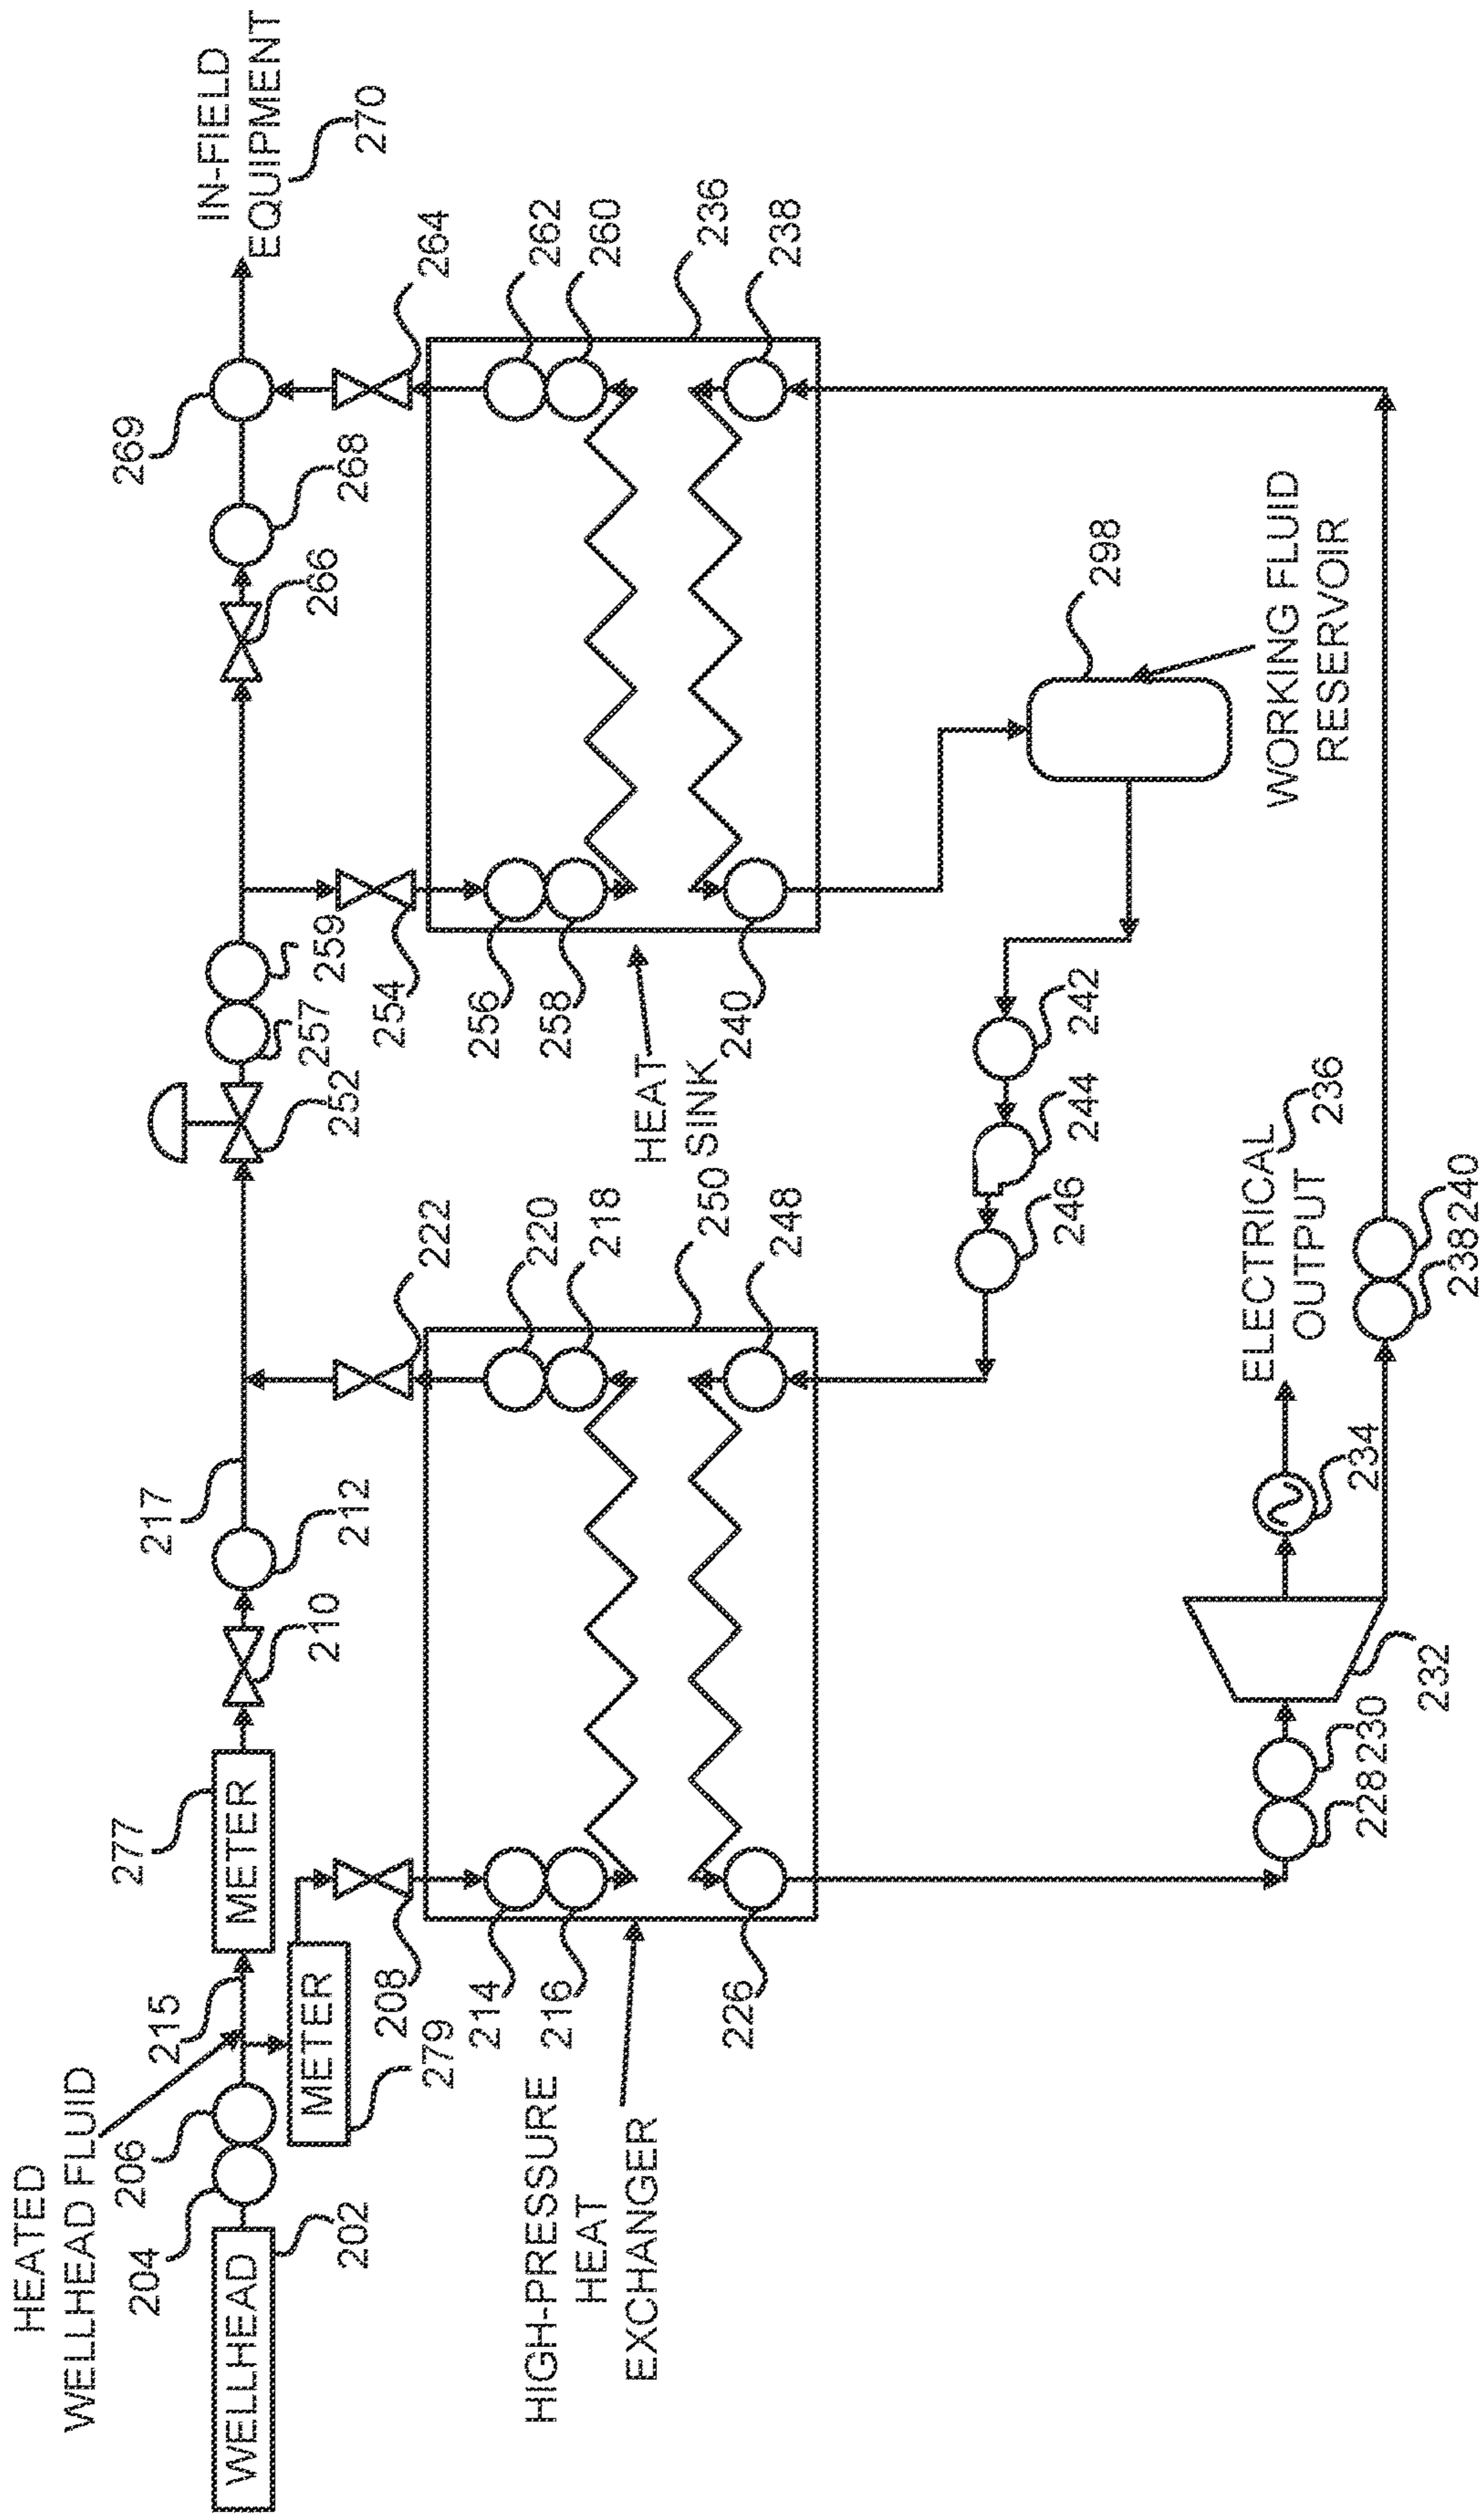 HEATED
WELLHEAD FLUID
204
206
215
277
217
269
IN-FIELD
EQUIPMENT
270
WELLHEAD
202
METER
METER
279
210
212
252
257
259
266
268
208
222
254
264
HIGH-PRESSURE
HEAT
EXCHANGER
214
216
220
218
250
HEAT
SINK
256
258
262
260
236
226
248
240
238
246
244
242
298
WORKING FLUID
RESERVOIR
228
230
232
234
ELECTRICAL
OUTPUT
236
238
240